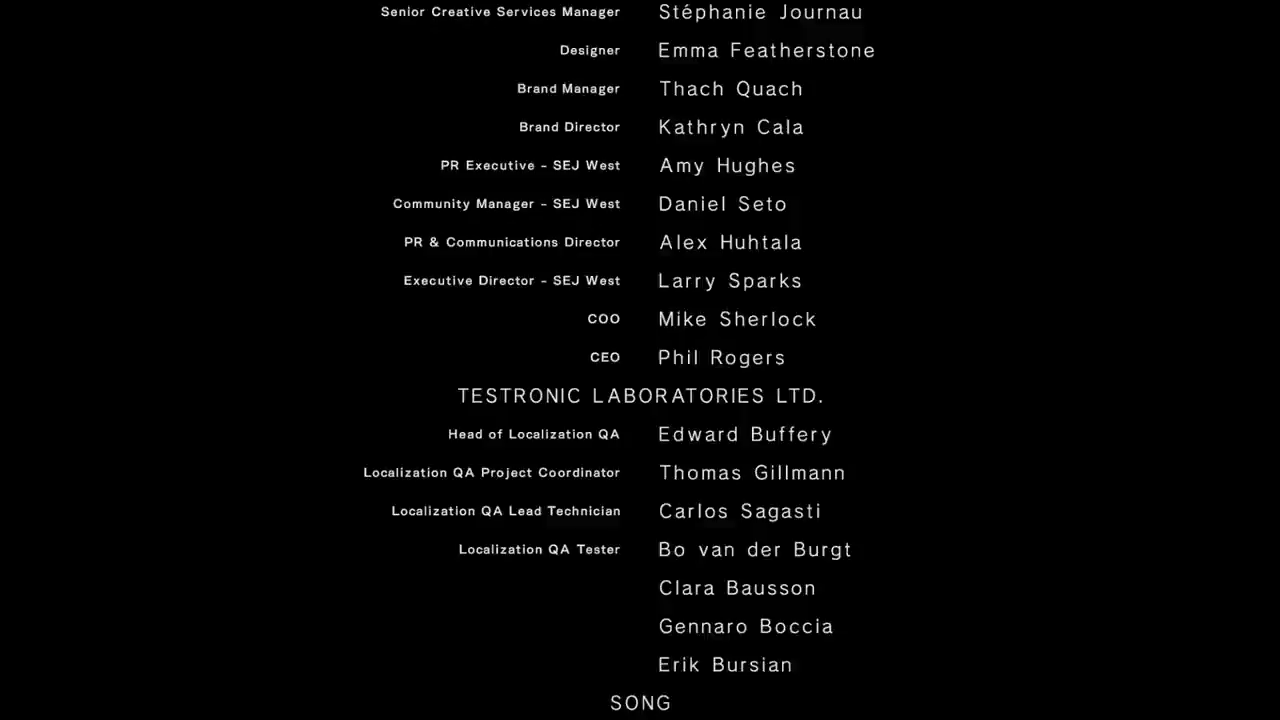 Senior Creative Services Manager Stéphanie Journau
Designer Emma Featherstone
Brand Manager Thach Quach
Brand Director Kathryn Cala
PR Executive - SEJ West Amy Hughes
Community Manager - SEJ West Daniel Seto
PR & Communications Director Alex Huhtala
Executive Director - SEJ West Larry Sparks
COO Mike Sherlock
CEO Phil Rogers
TESTRONIC LABORATORIES LTD.
Head of Localization QA Edward Buffery
Localization QA Project Coordinator Thomas Gillmann
Localization QA Lead Technician Carlos Sagasti
Localization QA Tester Bo van der Burgt
Clara Bausson
Gennaro Boccia
Erik Bursian
SONG